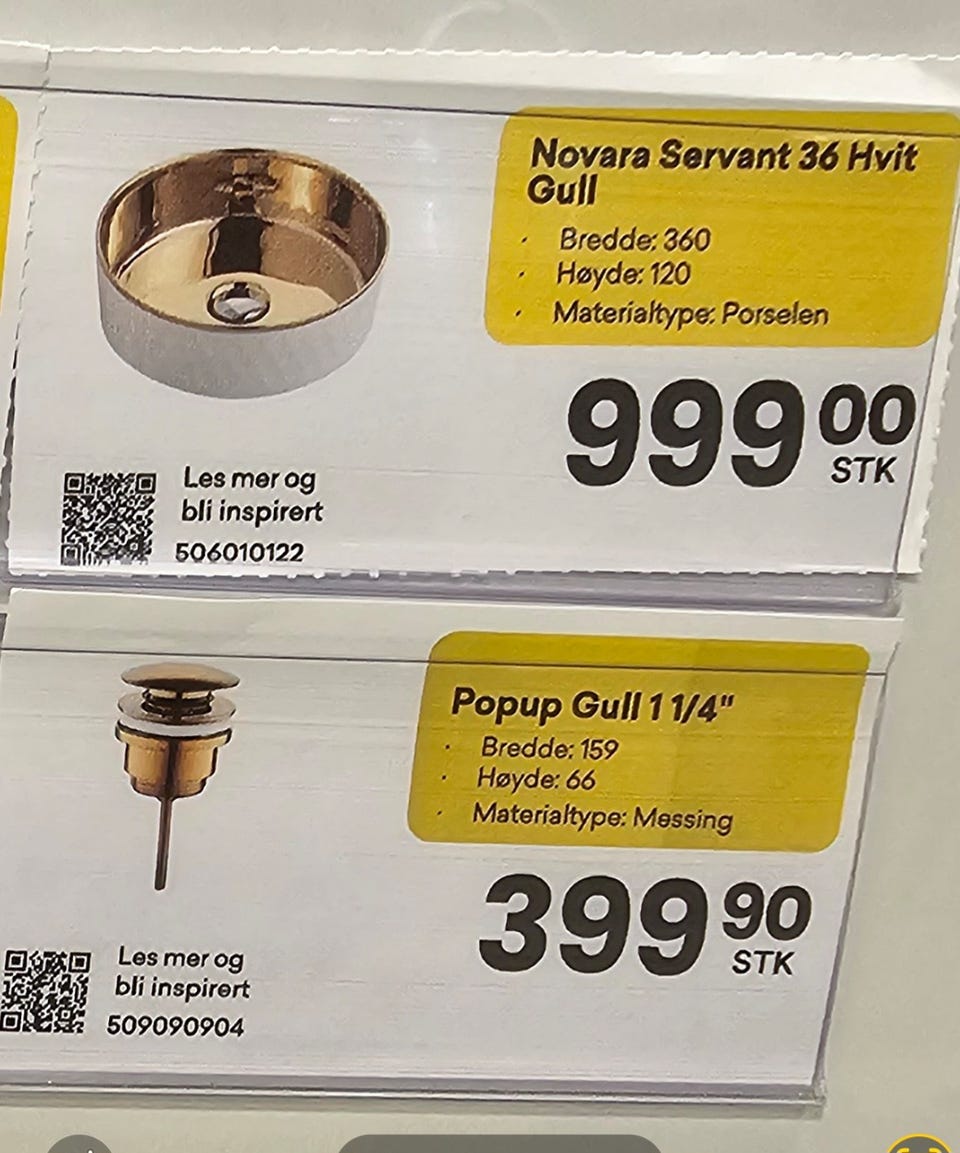 Novara Servant 36 Hvit
Gull
· Bredde: 360
· Høyde: 120
· Materialtype: Porselen
999 00
STK
Les mer og
bli inspirert
506010122
Popup Gull 1 1/4"
· Bredde: 159
· Høyde: 66
· Materialtype: Messing
399 90
STK
Les mer og
bli inspirert
509090904